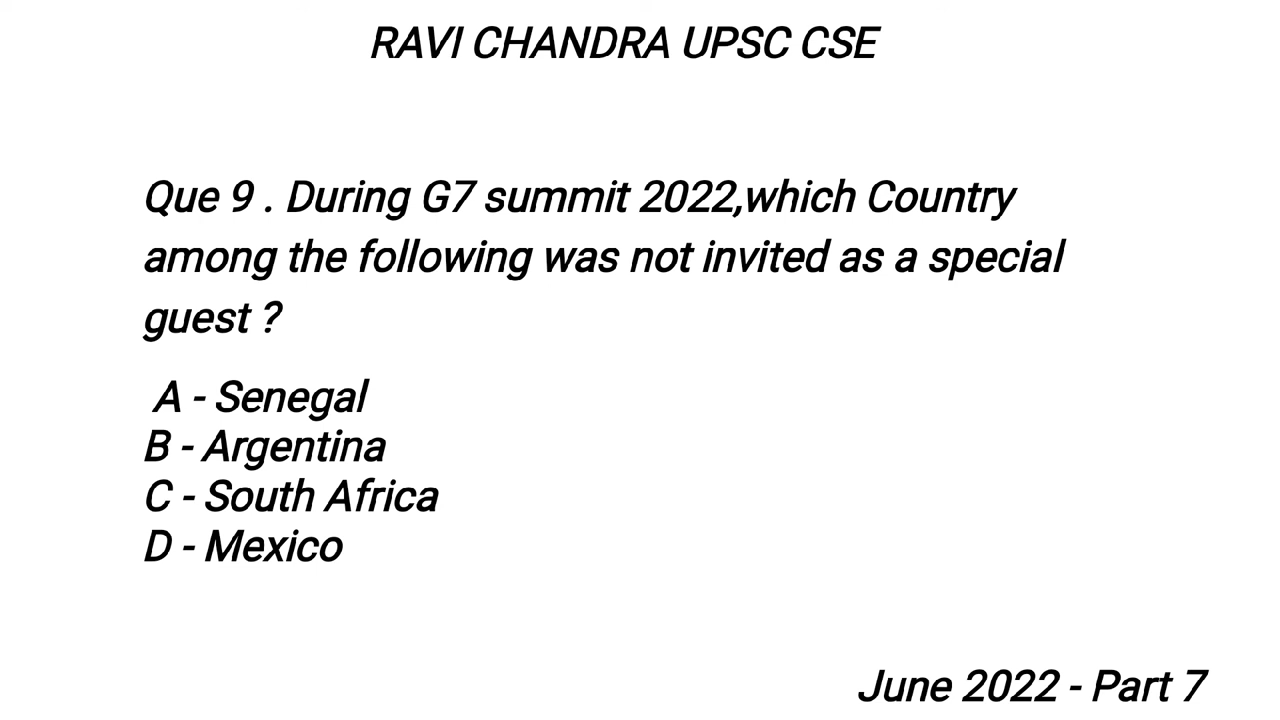 RAVI CHANDRA UPSC CSE
Que 9 . During G7 summit 2022,which Country
among the following was not invited as a special
guest ?
A - Senegal
B - Argentina
C - South Africa
D - Mexico
June 2022 - Part 7